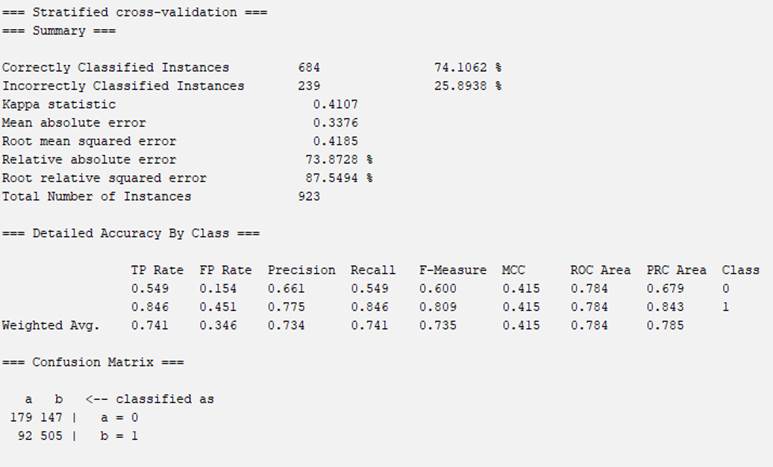 === Stratified cross-validation ===
=== Summary ===
Correctly Classified Instances 684 74.1062 %
Incorrectly Classified Instances 239 25.8938 %
Kappa statistic 0.4107
Mean absolute error 0.3376
Root mean squared error 0.4185
Relative absolute error 73.8728 %
Root relative squared error 87.5494 %
Total Number of Instances 923
=== Detailed Accuracy By Class ===
TP Rate FP Rate Precision Recall F-Measure MCC ROC Area PRC Area Class
0.549 0.154 0.661 0.549 0.600 0.415 0.784 0.679 0
0.846 0.451 0.775 0.846 0.809 0.415 0.784 0.843 1
Weighted Avg. 0.741 0.346 0.734 0.741 0.735 0.415 0.784 0.785
=== Confusion Matrix ===
a b <-- classified as
179 147 | a = 0
92 505 | b = 1